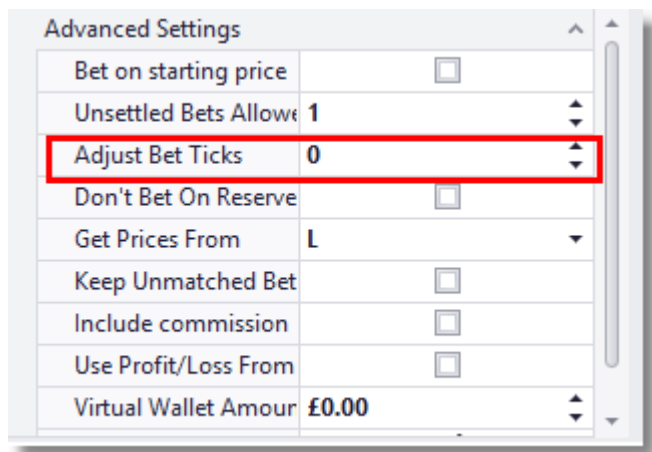 Advanced Settings
Bet on starting price
Unsettled Bets Allowe 1
Adjust Bet Ticks 0
Don't Bet On Reserve
Get Prices From L
Keep Unmatched Bet
Include commission
Use Profit/Loss From
Virtual Wallet Amour £0.00